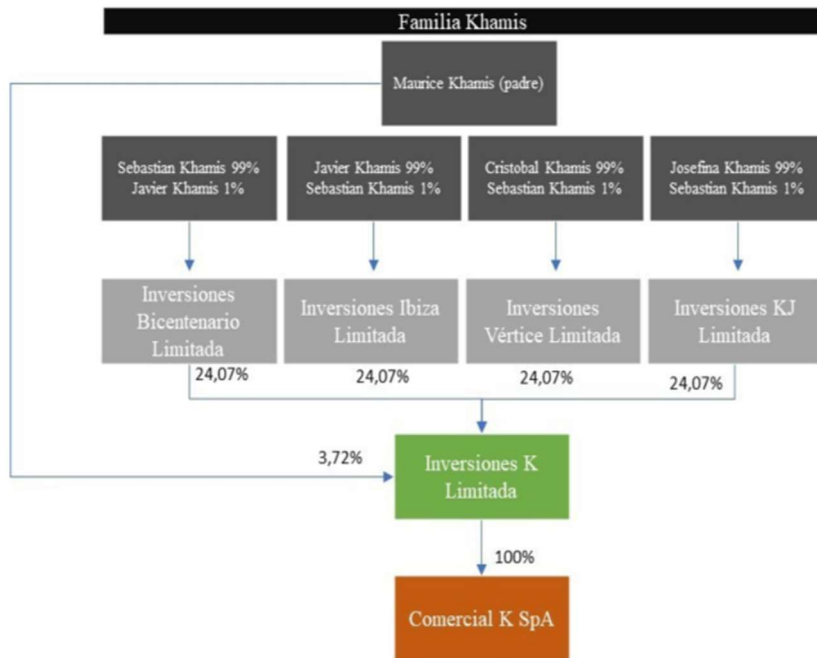 Familia Khamis
Maurice Khamis (padre)
Sebastian Khamis 99%
Javier Khamis 1%
Javier Khamis 99%
Sebastian Khamis 1%
Cristobal Khamis 99%
Sebastian Khamis 1%
Josefina Khamis 99%
Sebastian Khamis 1%
Inversiones
Bicentenario
Limitada
Inversiones Ibiza
Limitada
Inversiones
Vértice Limitada
Inversiones KJ
Limitada
24,07%
24,07%
24,07%
24,07%
3,72%
Inversiones K
Limitada
100%
Comercial K SpA